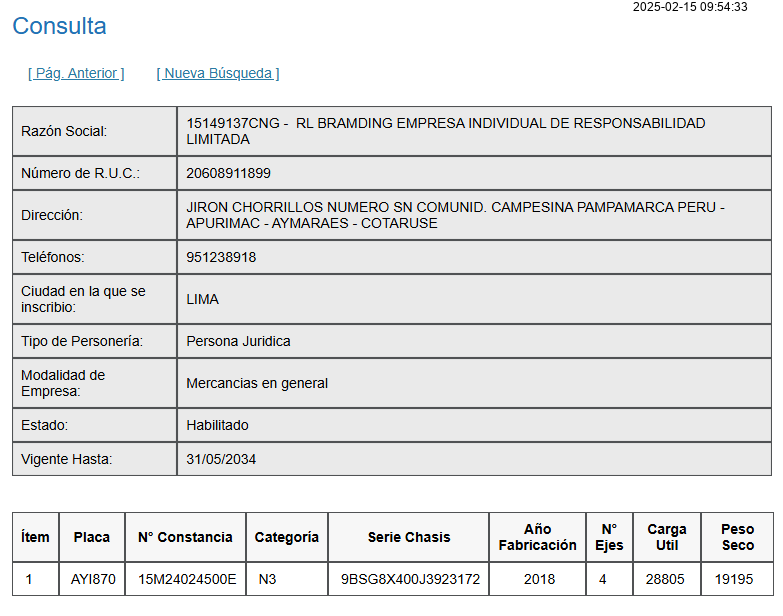 2025-02-15 09:54:33
Consulta
[ Pág. Anterior ] [ Nueva Búsqueda ]
Razón Social: 15149137CNG - RL BRAMDING EMPRESA INDIVIDUAL DE RESPONSABILIDAD
LIMITADA
Número de R.U.C.: 20608911899
Dirección: JIRON CHORRILLOS NUMERO SN COMUNID. CAMPESINA PAMPAMARCA PERU -
APURIMAC - AYMARAES - COTARUSE
Teléfonos: 951238918
Ciudad en la que se
inscribio: LIMA
Tipo de Personería: Persona Juridica
Modalidad de
Empresa: Mercancias en general
Estado: Habilitado
Vigente Hasta: 31/05/2034
Ítem Placa N° Constancia Categoría Serie Chasis Año
Fabricación N°
Ejes Carga
Util Peso
Seco
1 AYI870 15M24024500E N3 9BSG8X400J3923172 2018 4 28805 19195